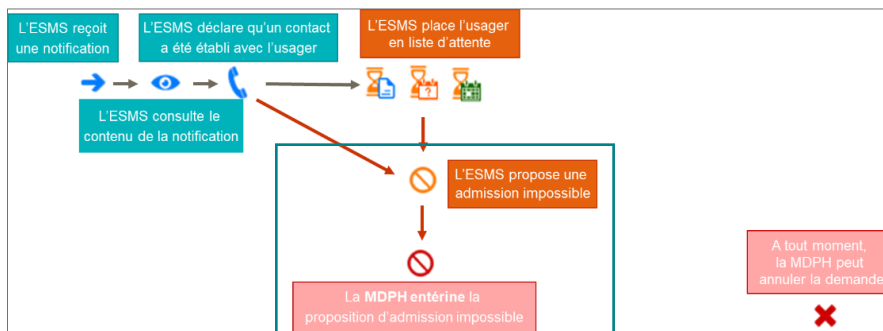 L'ESMS reçoit
une notification
L'ESMS déclare qu'un contact
a été établi avec l'usager
L'ESMS place l'usager
en liste d'attente
L'ESMS consulte le
contenu de la notification
?
L'ESMS propose une
admission impossible
A tout moment,
la MDPH peut
annuler la demande
La MDPH entérine la
proposition d'admission impossible